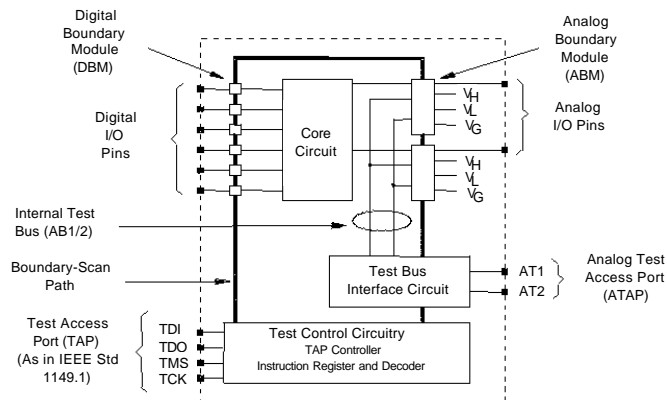 Digital
Boundary
Module
(DBM)
Analog
Boundary
Module
(ABM)
Digital
I/O
Pins
Core
Circuit
VH
VL
VG
Analog
I/O Pins
VH
VL
VG
Internal Test
Bus (AB1/2)
Boundary-Scan
Path
Test Bus
Interface Circuit
AT1
AT2
Analog Test
Access Port
(ATAP)
Test Access
Port (TAP)
(As in IEEE Std
1149.1)
TDI
TDO
TMS
TCK
Test Control Circuitry
TAP Controller
Instruction Register and Decoder